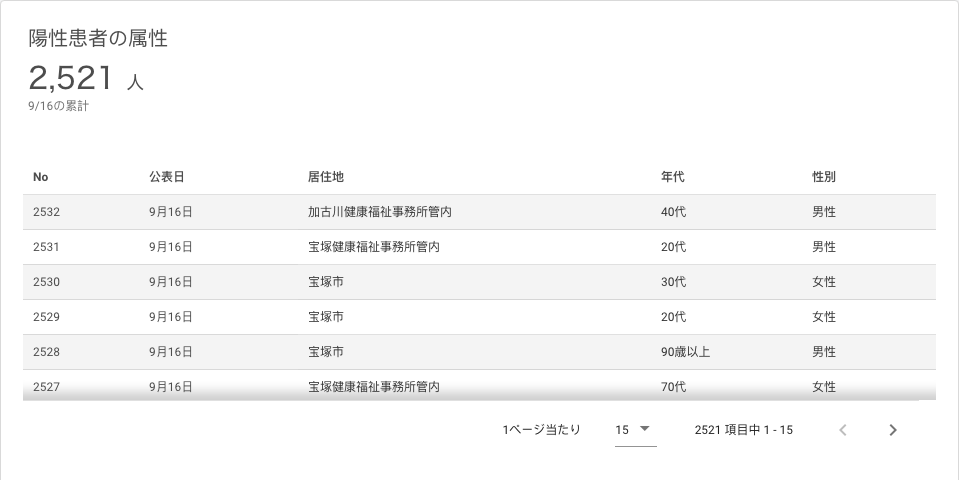 陽性患者の属性
2,521 人
9/16の累計
No 公表日 居住地 年代 性別
2532 9月16日 加古川健康福祉事務所管内 40代 男性
2531 9月16日 宝塚健康福祉事務所管内 20代 男性
2530 9月16日 宝塚市 30代 女性
2529 9月16日 宝塚市 20代 女性
2528 9月16日 宝塚市 90歳以上 男性
2527 9月16日 宝塚健康福祉事務所管内 70代 女性
1ページ当たり 15 2521 項目中 1 - 15